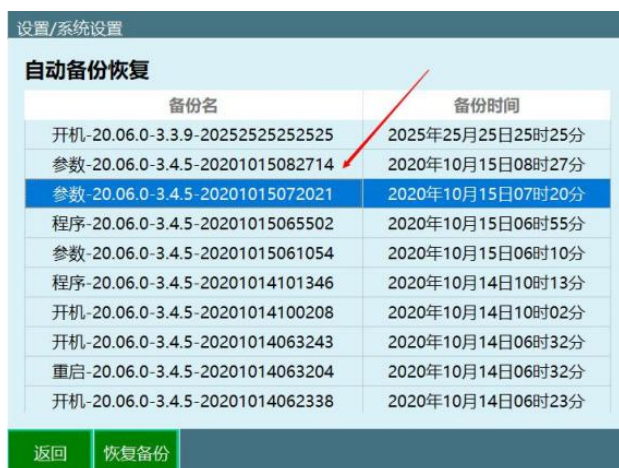 设置/系统设置
自动备份恢复
备份名 备份时间
开机-20.06.0-3.3.9-20252525252525 2025年25月25日25时25分
参数-20.06.0-3.4.5-20201015082714 2020年10月15日08时27分
参数-20.06.0-3.4.5-20201015072021 2020年10月15日07时20分
程序-20.06.0-3.4.5-20201015065502 2020年10月15日06时55分
参数-20.06.0-3.4.5-20201015061054 2020年10月15日06时10分
程序-20.06.0-3.4.5-20201014101346 2020年10月14日10时13分
开机-20.06.0-3.4.5-20201014100208 2020年10月14日10时02分
开机-20.06.0-3.4.5-20201014063243 2020年10月14日06时32分
重启-20.06.0-3.4.5-20201014063204 2020年10月14日06时32分
开机-20.06.0-3.4.5-20201014062338 2020年10月14日06时23分
返回 恢复备份